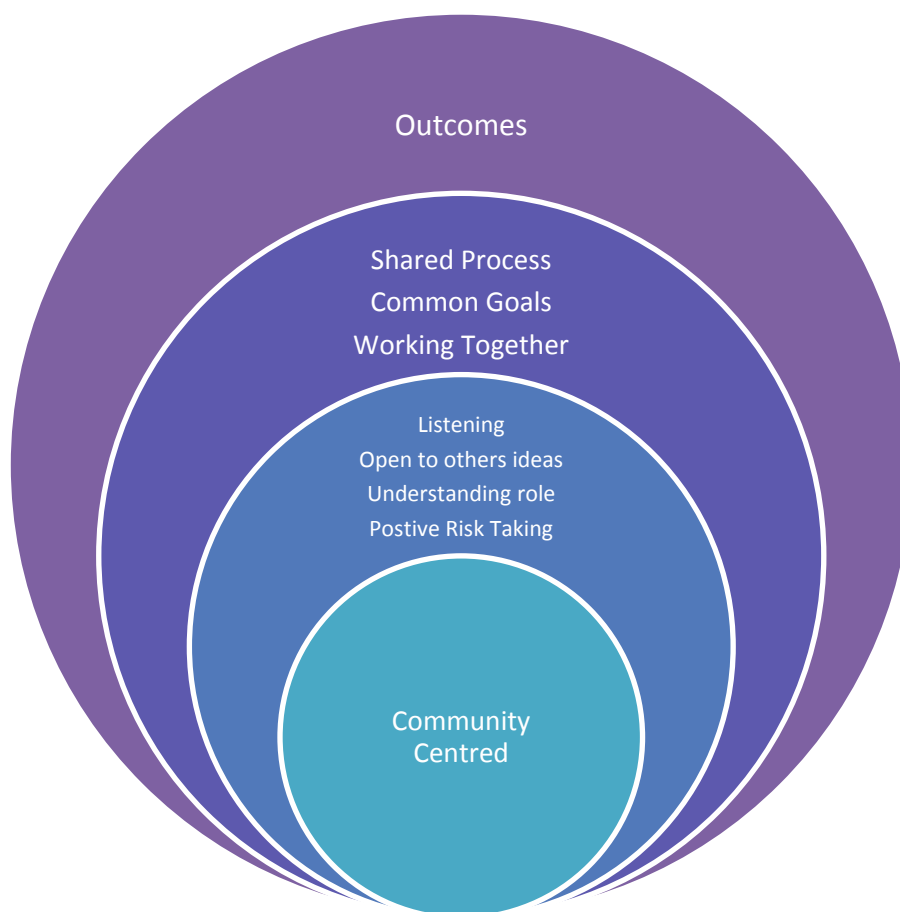 Outcomes
Shared Process
Common Goals
Working Together
Listening
Open to others ideas
Understanding role
Postive Risk Taking
Community
Centred